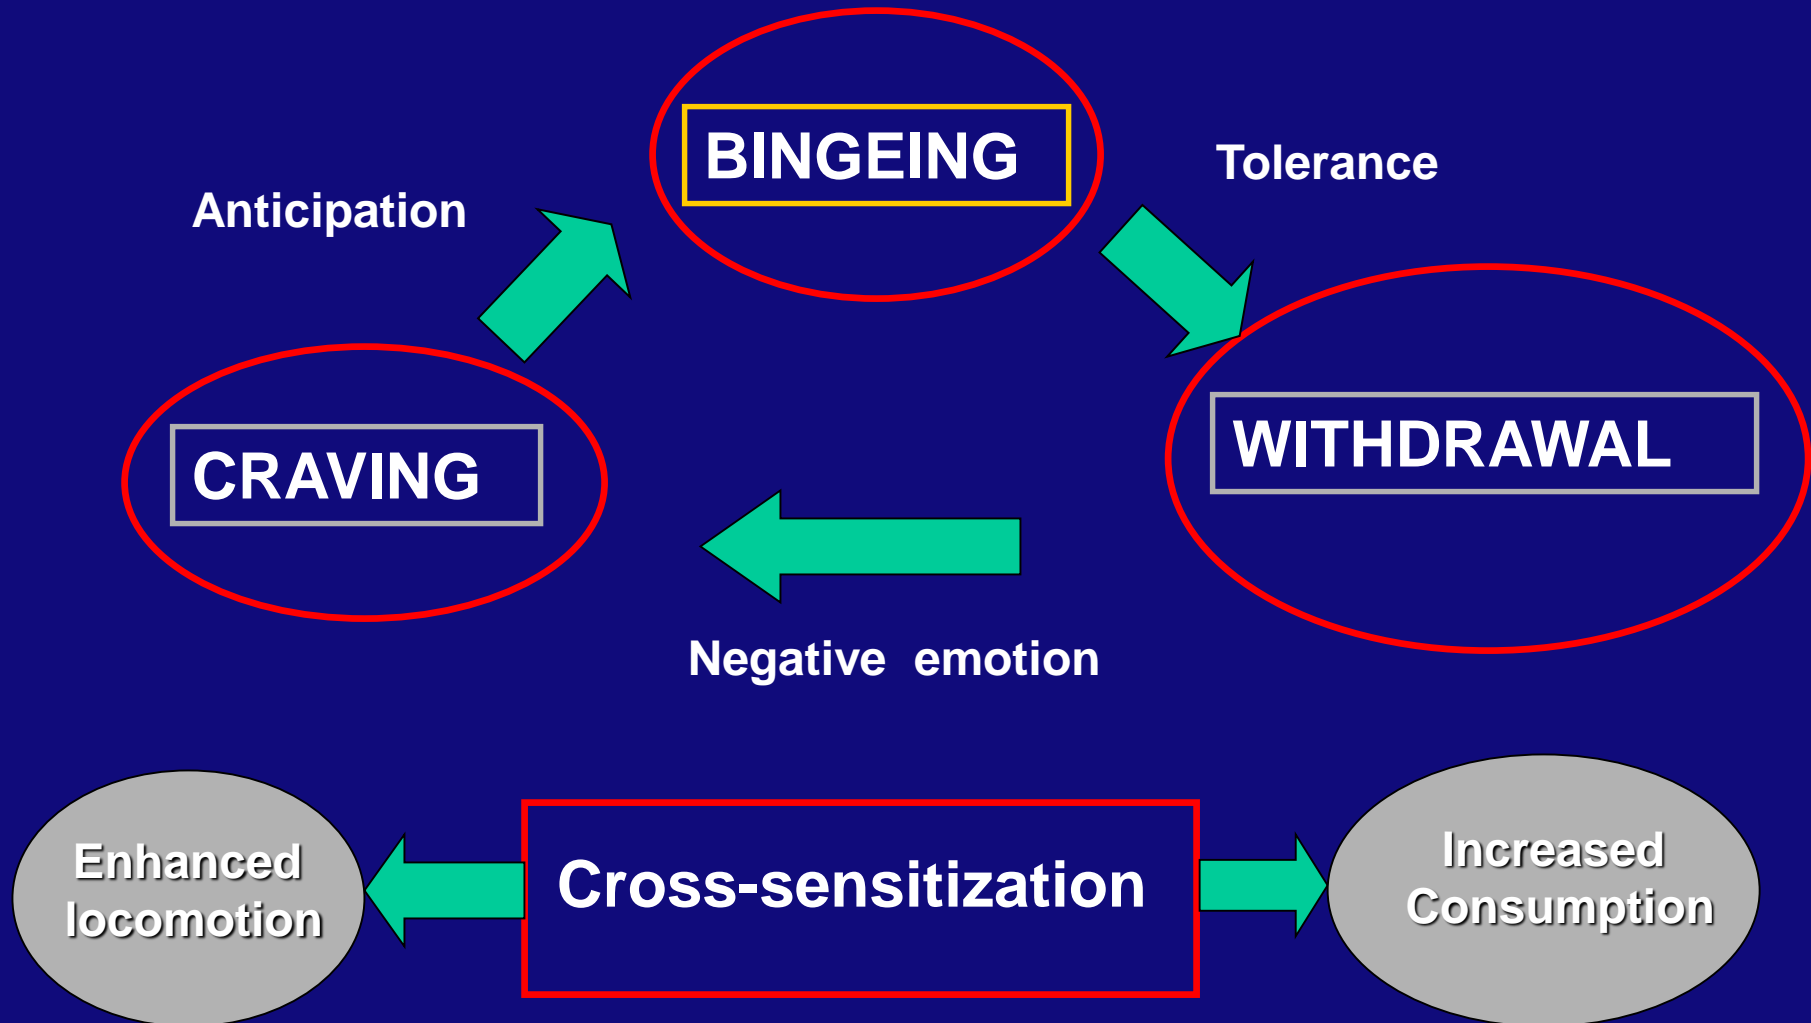 BINGEING
Tolerance
Anticipation
WITHDRAWAL
CRAVING
Negative emotion
Enhanced
locomotion
Cross-sensitization
Increased
Consumption